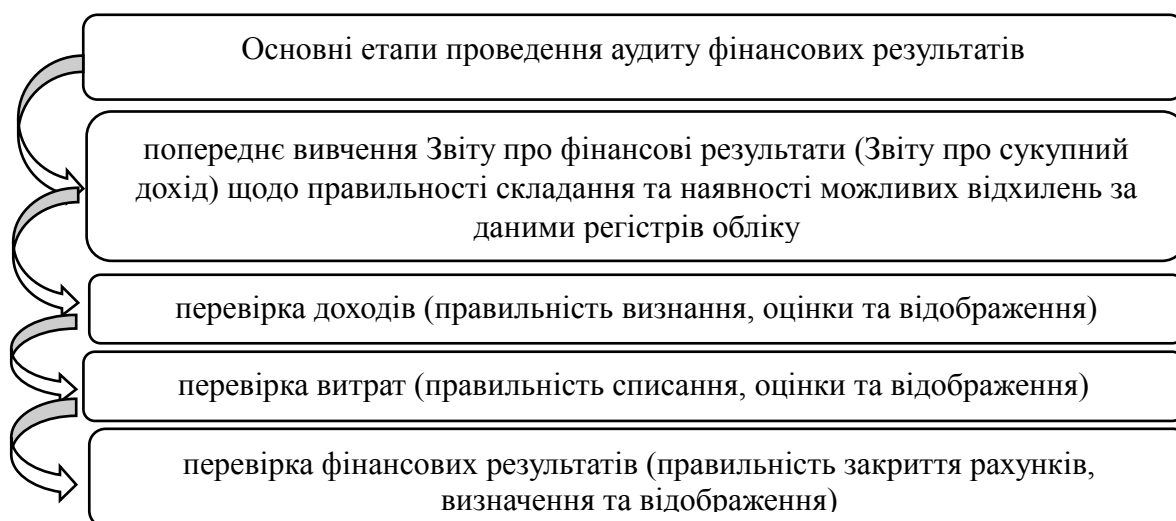 Основні етапи проведення аудиту фінансових результатів
попереднє вивчення Звіту про фінансові результати (Звіту про сукупний
дохід) щодо правильності складання та наявності можливих відхилень за
даними регістрів обліку
перевірка доходів (правильність визнання, оцінки та відображення)
перевірка витрат (правильність списання, оцінки та відображення)
перевірка фінансових результатів (правильність закриття рахунків,
визначення та відображення)